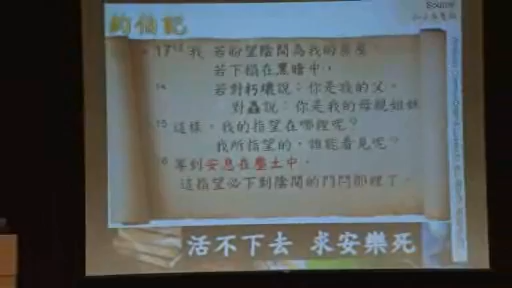 約伯記
17¹³ 我 若盼望陰間為我的房屋,
若下榻在黑暗中,
14 若對朽壞說:你是我的父,
對蟲說:你是我的母親姐妹
15 這樣,我的指望在哪裡呢?
我所指望的,誰能看見呢?
16 等到安息在塵土中,
這指望必下到陰間的門閂那裡了。
活不下去 求安樂死
Source